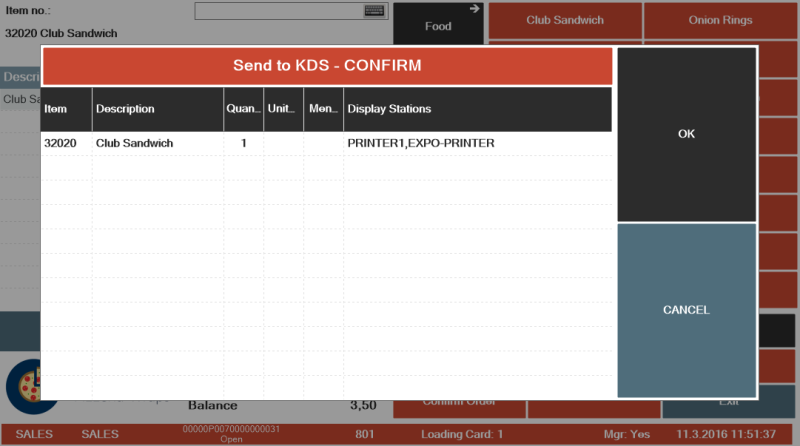 Item no.:
32020 Club Sandwich
Food
Club Sandwich
Onion Rings
Descri
Club Sa
Send to KDS - CONFIRM
Item Description Quan... Unit... Men... Display Stations
32020 Club Sandwich 1 PRINTER1,EXPO-PRINTER
OK
CANCEL
Balance 3,50
Confirm Order
Exit
SALES SALES 00000P0070000000031 801 Loading Card: 1 Mgr: Yes 11.3.2016 11:51:37
Open